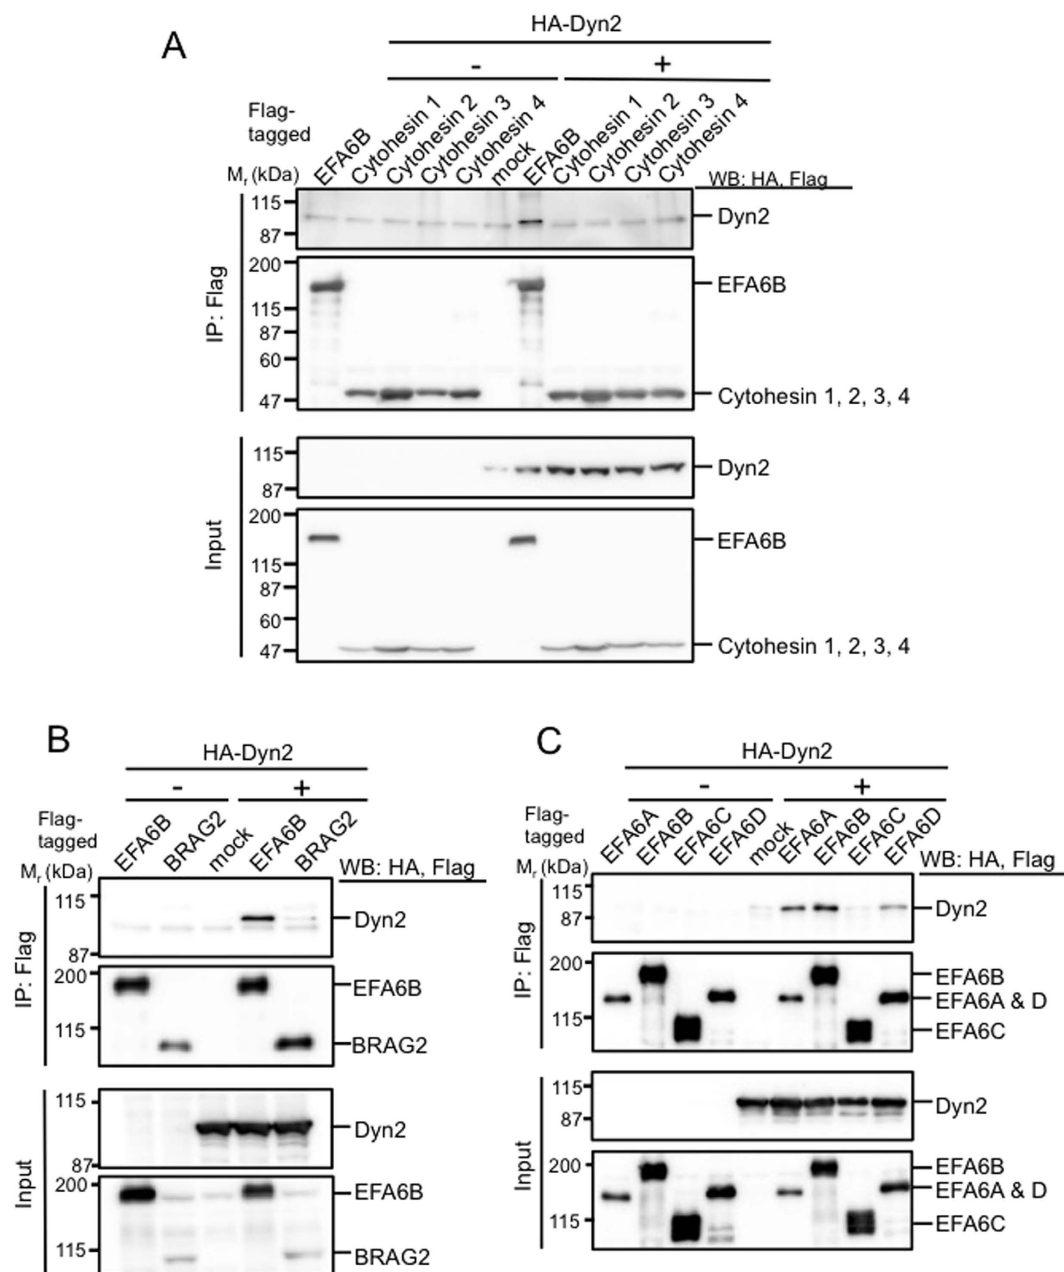 A
HA-Dyn2
- +
Flag-
tagged
EFA6B Cytohesin 1 Cytohesin 2 Cytohesin 3 Cytohesin 4 mock EFA6B Cytohesin 1 Cytohesin 2 Cytohesin 3 Cytohesin 4
Mr (kDa) WB: HA, Flag
IP: Flag
115 Dyn2
87
200
EFA6B
115
87
60
47 Cytohesin 1, 2, 3, 4
Input
115 Dyn2
87
200
EFA6B
115
87
60
47 Cytohesin 1, 2, 3, 4
B
HA-Dyn2
- +
Flag-
tagged
EFA6B BRAG2 mock EFA6B BRAG2
Mr (kDa) WB: HA, Flag
IP: Flag
115
Dyn2
87
200
EFA6B
115
BRAG2
Input
115
Dyn2
87
200 EFA6B
115 BRAG2
C
HA-Dyn2
- +
Flag-
tagged
EFA6A EFA6B EFA6C EFA6D mock EFA6A EFA6B EFA6C EFA6D
Mr (kDa) WB: HA, Flag
IP: Flag
115
Dyn2
87
200
EFA6B
EFA6A & D
115
EFA6C
Input
115
Dyn2
87
200 EFA6B
EFA6A & D
115 EFA6C